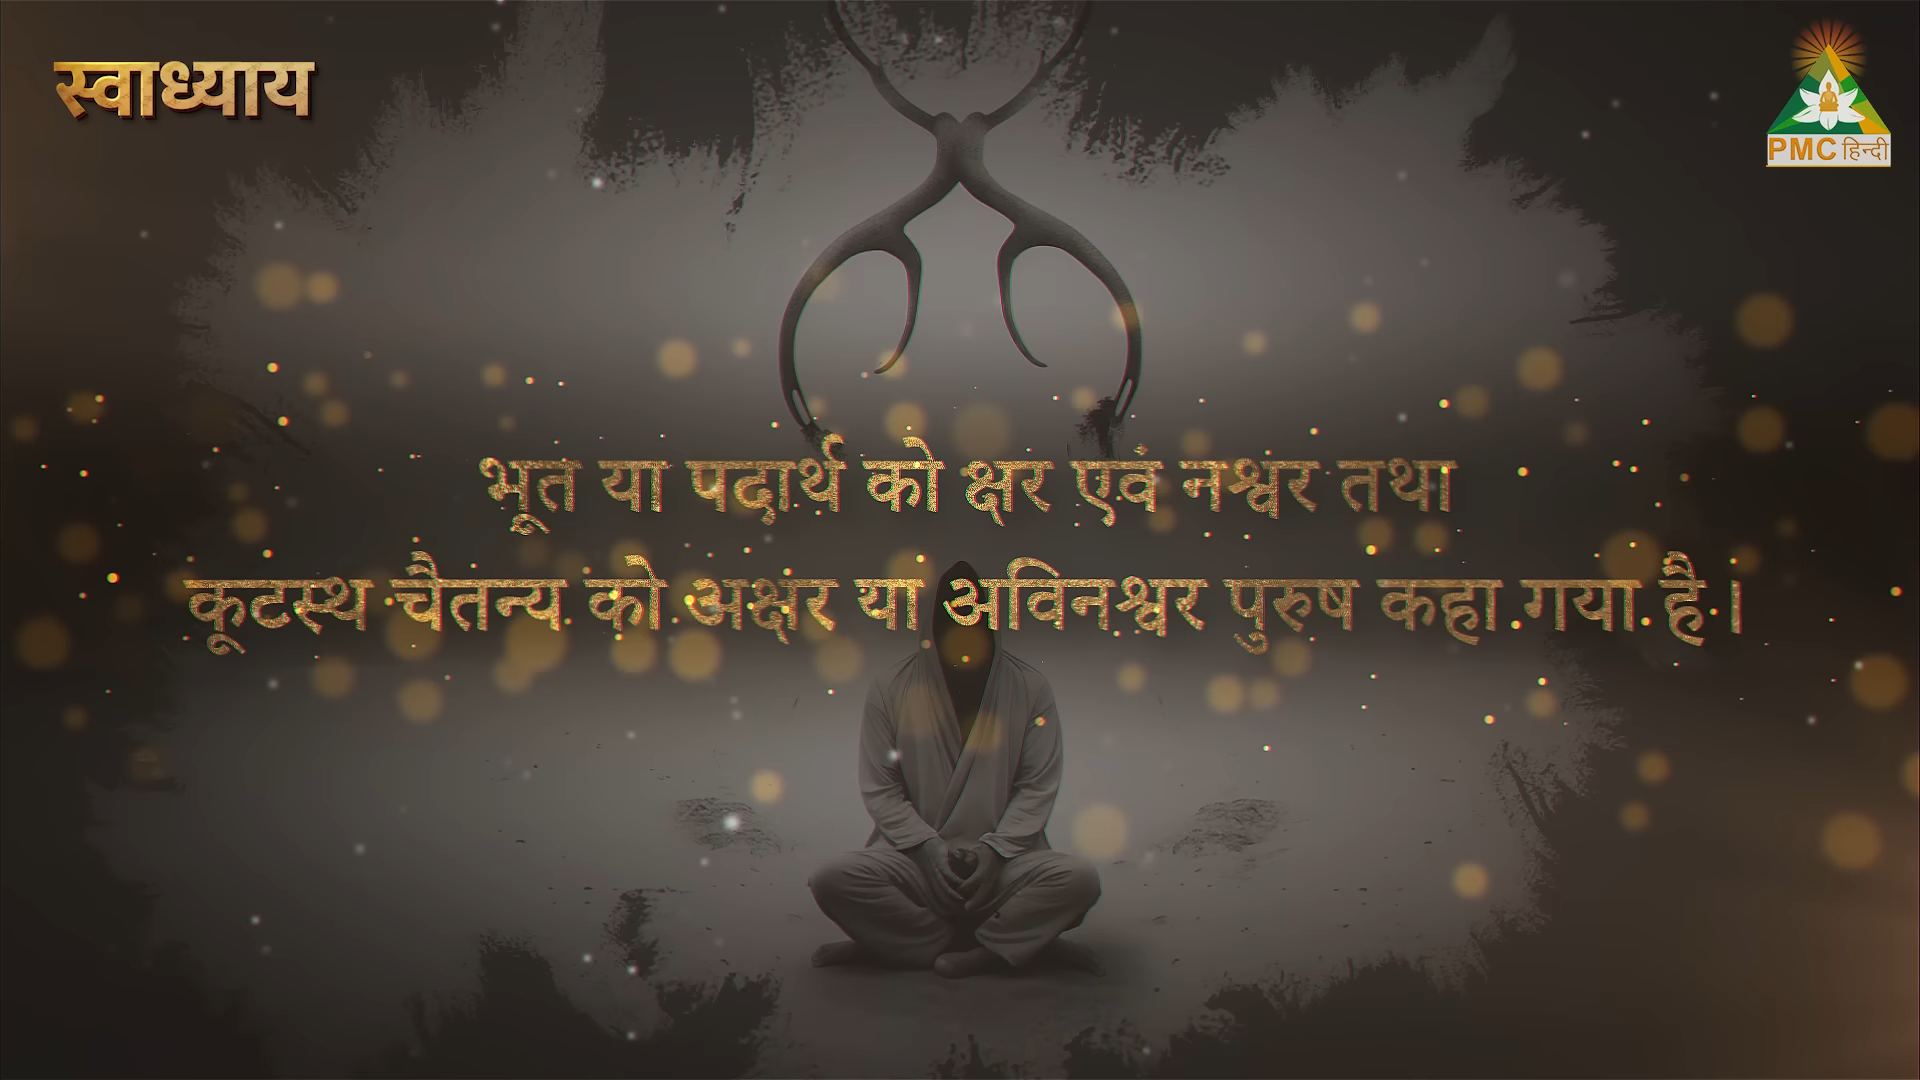 स्वाध्याय
PMC हिन्दी
भूत या पदार्थ को क्षर एवं नश्वर तथा
कूटस्थ चैतन्य को अक्षर या अविनश्वर पुरुष कहा गया है।